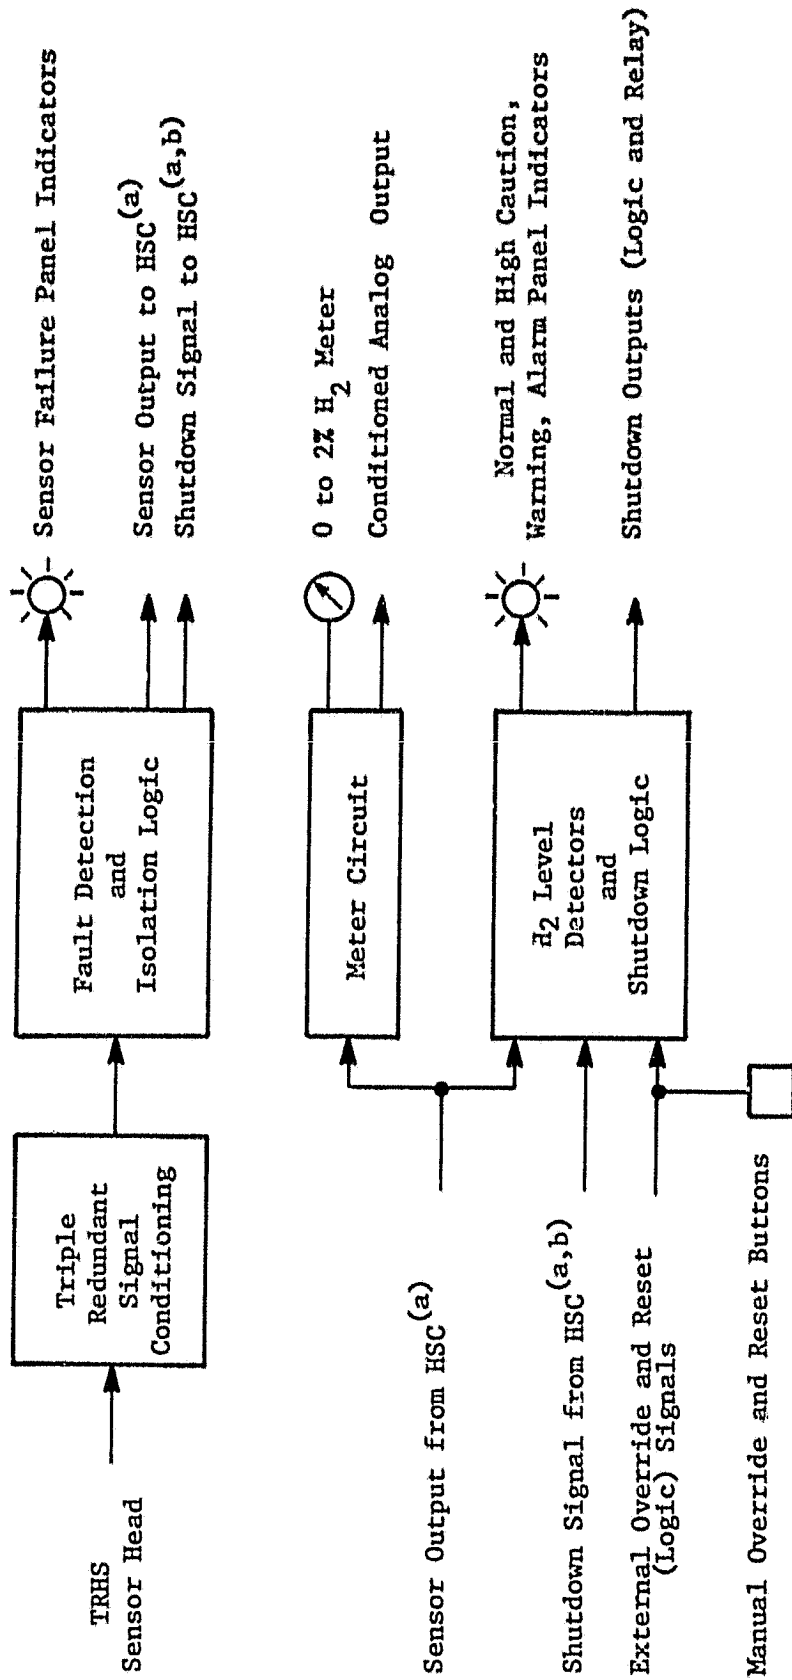 TRHS
Sensor Head
Triple
Redundant
Signal
Conditioning
Fault Detection
and
Isolation Logic
Sensor Failure Panel Indicators
Sensor Output to HSC(a)
Shutdown Signal to HSC(a,b)
Sensor Output from HSC(a)
Meter Circuit
0 to 2% H2 Meter
Conditioned Analog Output
Shutdown Signal from HSC(a,b)
External Override and Reset
(Logic) Signals
Manual Override and Reset Buttons
H2 Level
Detectors
and
Shutdown Logic
Normal and High Caution,
Warning, Alarm Panel Indicators
Shutdown Outputs (Logic and Relay)